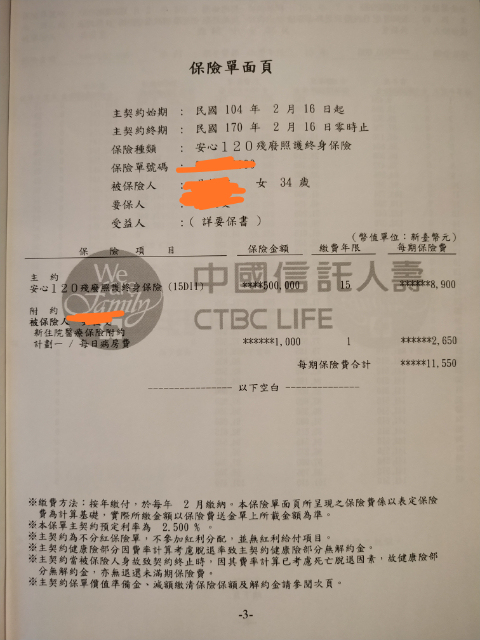 保險單面頁
主契約始期 : 民國 104 年 2 月 16 日起
主契約終期 : 民國 170 年 2 月 16 日零時止
保險種類 : 安心120殘廢照護終身保險
保險單號碼 :
被保險人 : 女 34 歲
要保人 :
受益人 :( 詳要保書 )
(幣值單位:新臺幣元)
保 險 項 目 保險金額 繳費年限 每期保險費
主 約
安心120殘廢照護終身保險 (15DI1) ****500,000 15 ******8,900
We Family
中國信託人壽
CTBC LIFE
附 約
被保險人
新住院醫療保險附約
計劃一 / 每日病房費 ******1,000 1 ******2,650
每期保險費合計 *****11,550
--------------- 以下空白 ---------------
※繳費方法:按年繳付,於每年 2 月繳納。本保險單面頁所呈現之保險費係以表定保險
費為計算基礎,實際所繳金額以保險費送金單上所載金額為準。
※本保單主契約預定利率為 2.500 %。
※主契約為不分紅保險單,不參加紅利分配,並無紅利給付項目。
※主契約健康險部分因費率計算考慮脫退率致主契約健康險部分無解約金。
※主契約當被保險人身故致契約終止時,因其費率計算已考慮死亡脫退因素,故健康險部
分無解約金,亦無退還未滿期保險費。
※主契約保單價值準備金、減額繳清保險保額及解約金請參閱次頁。
-3-